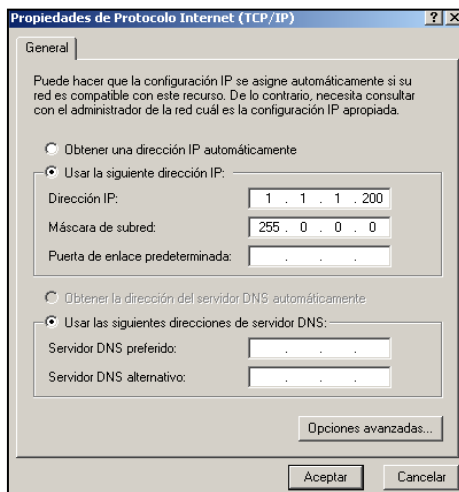 Propiedades de Protocolo Internet (TCP/IP)
General
Puede hacer que la configuración IP se asigne automáticamente si su
red es compatible con este recurso. De lo contrario, necesita consultar
con el administrador de la red cuál es la configuración IP apropiada.
Obtener una dirección IP automáticamente
Usar la siguiente dirección IP:
Dirección IP: 1 . 1 . 1 . 200
Máscara de subred: 255 . 0 . 0 . 0
Puerta de enlace predeterminada: . . .
Obtener la dirección del servidor DNS automáticamente
Usar las siguientes direcciones de servidor DNS:
Servidor DNS preferido: . . .
Servidor DNS alternativo: . . .
Opciones avanzadas...
Aceptar Cancelar